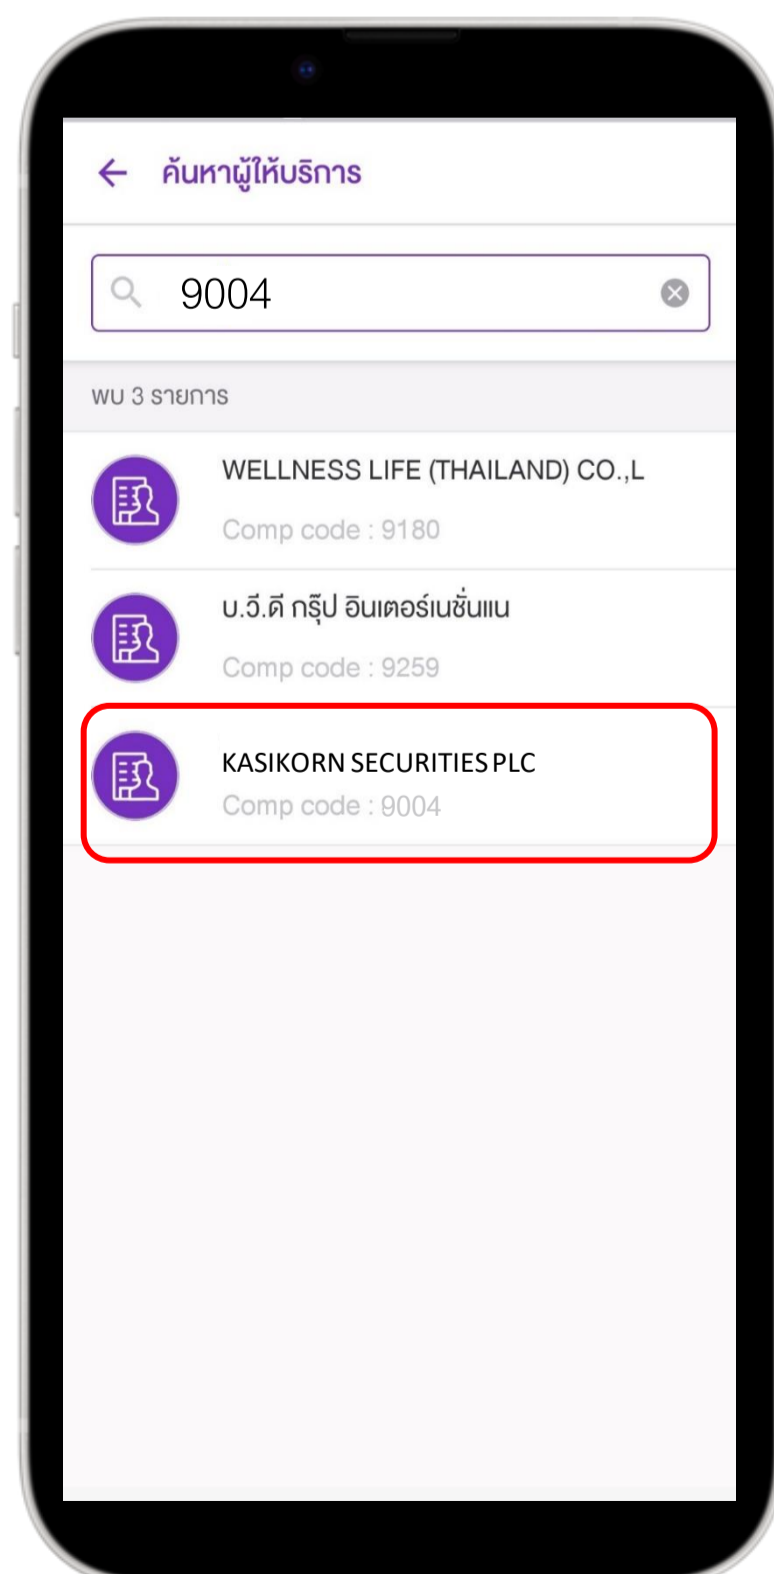 ค้นหาผู้ให้บริการ
9004
พบ 3 รายการ
WELLNESS LIFE (THAILAND) CO.,L
Comp code : 9180
บ.วี.ดี กรุ๊ป อินเตอร์เนชั่นแน
Comp code : 9259
KASIKORN SECURITIES PLC
Comp code : 9004